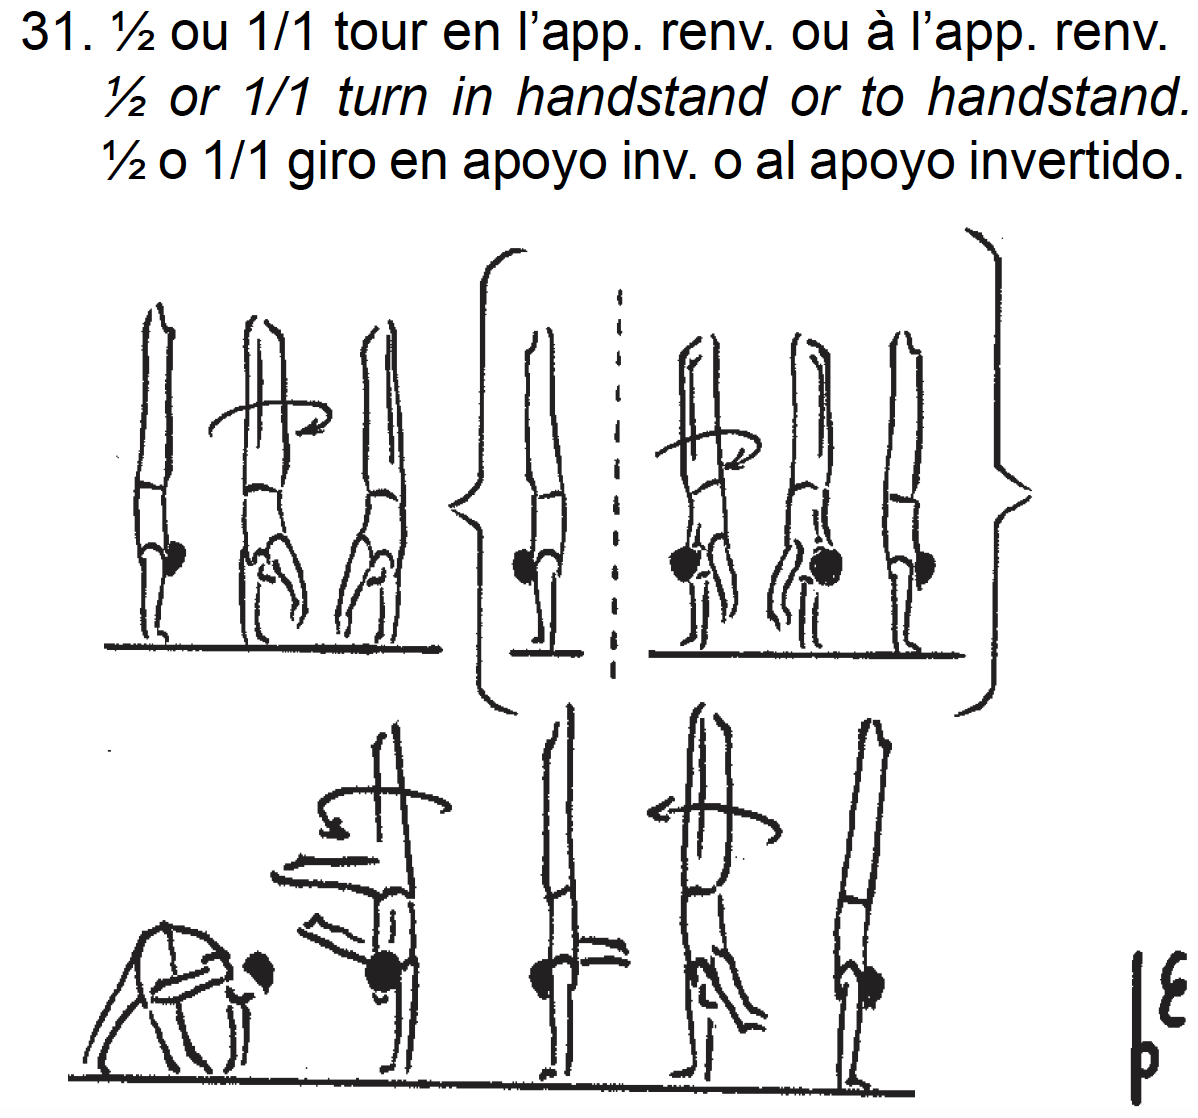 31. ½ ou 1/1 tour en l’app. renv. ou à l’app. renv.
½ or 1/1 turn in handstand or to handstand.
½ o 1/1 giro en apoyo inv. o al apoyo invertido.